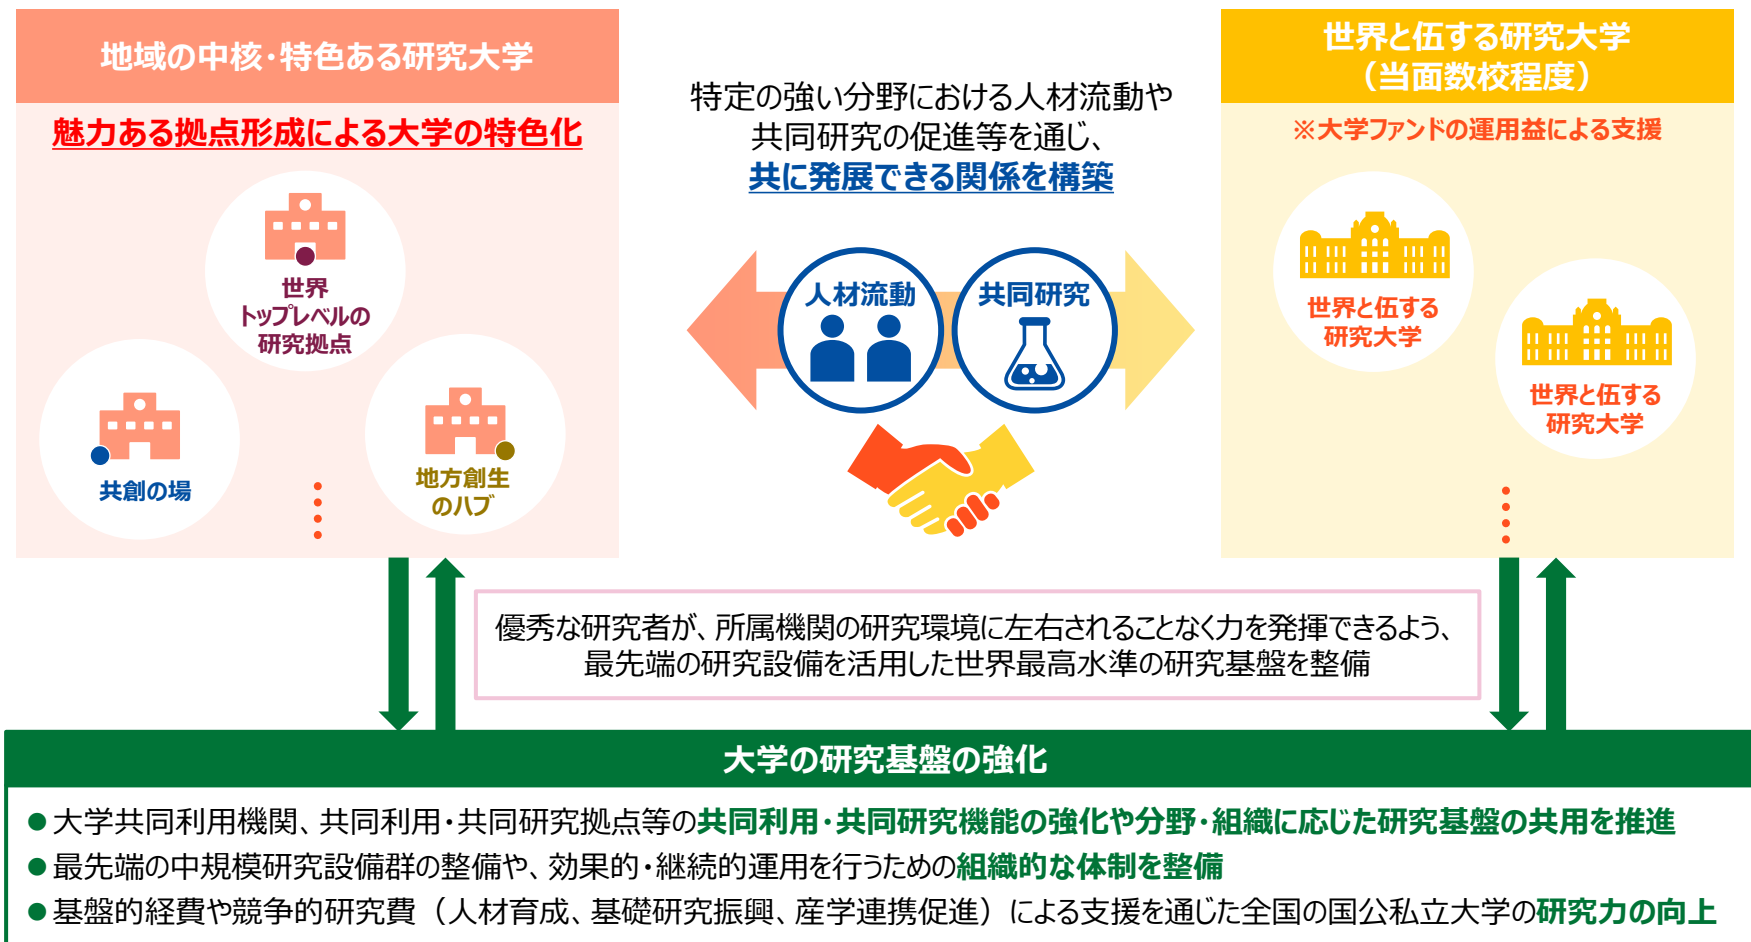 地域の中核・特色ある研究大学
魅力ある拠点形成による大学の特色化
世界
トップレベルの
研究拠点
共創の場
地方創生
のハブ
特定の強い分野における人材流動や
共同研究の促進等を通じ、
共に発展できる関係を構築
人材流動
共同研究
世界と伍する研究大学
（当面数校程度）
※大学ファンドの運用益による支援
世界と伍する
研究大学
世界と伍する
研究大学
優秀な研究者が、所属機関の研究環境に左右されることなく力を発揮できるよう、
最先端の研究設備を活用した世界最高水準の研究基盤を整備
大学の研究基盤の強化
●大学共同利用機関、共同利用・共同研究拠点等の共同利用・共同研究機能の強化や分野・組織に応じた研究基盤の共用を推進
●最先端の中規模研究設備群の整備や、効果的・継続的運用を行うための組織的な体制を整備
●基盤的経費や競争的研究費（人材育成、基礎研究振興、産学連携促進）による支援を通じた全国の国公私立大学の研究力の向上